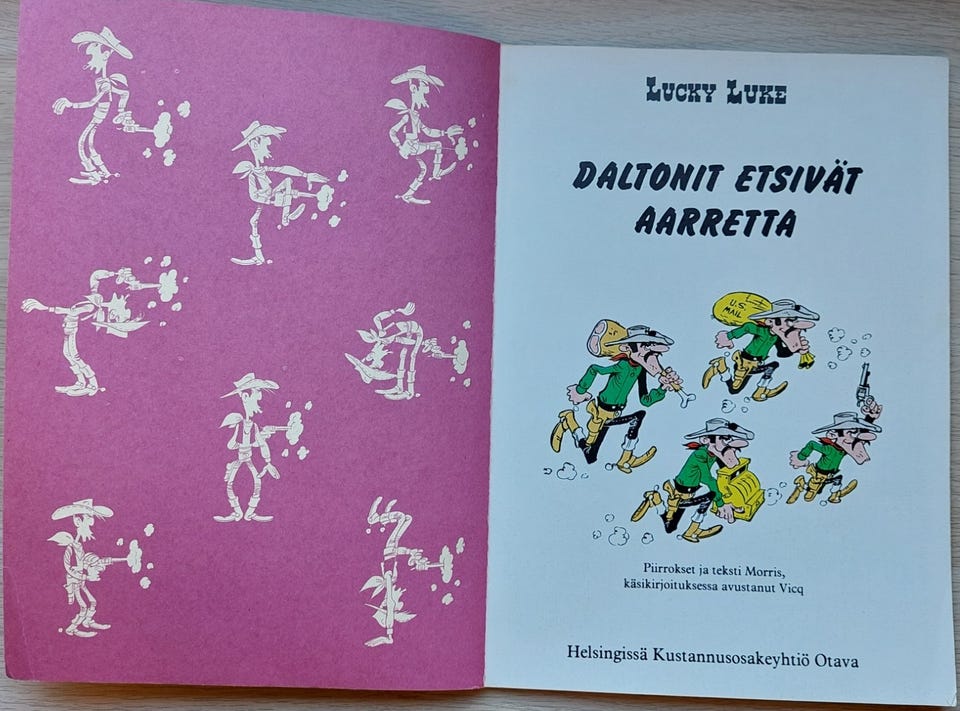 LUCKY LUKE
DALTONIT ETSIVÄT
AARRETTA
U.S.
MAIL
Piirrokset ja teksti Morris,
käsikirjoituksessa avustanut Vicq
Helsingissä Kustannusosakeyhtiö Otava